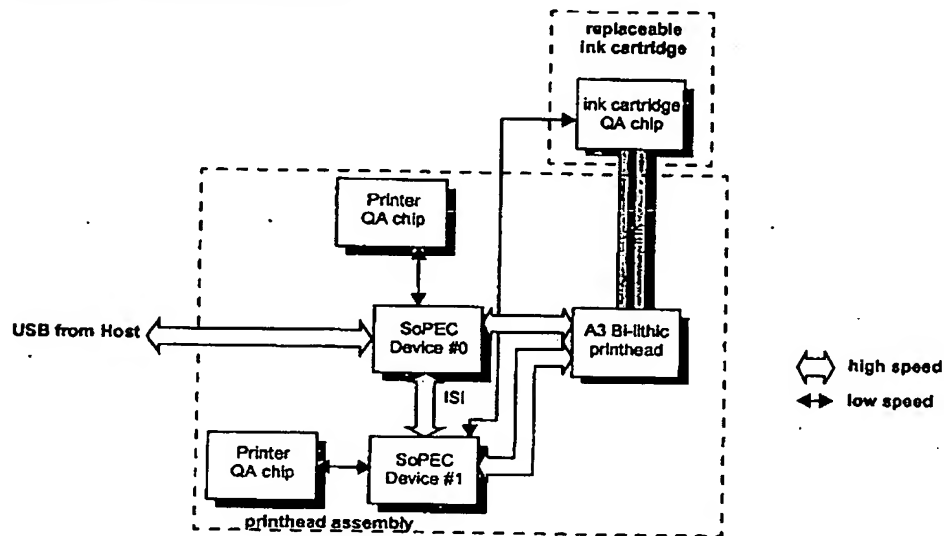 replaceable
ink cartridge
ink cartridge
QA chip
Printer
QA chip
USB from Host
SoPEC
Device #0
A3 Bi-lithic
printhead
high speed
low speed
ISI
Printer
QA chip
SoPEC
Device #1
printhead assembly